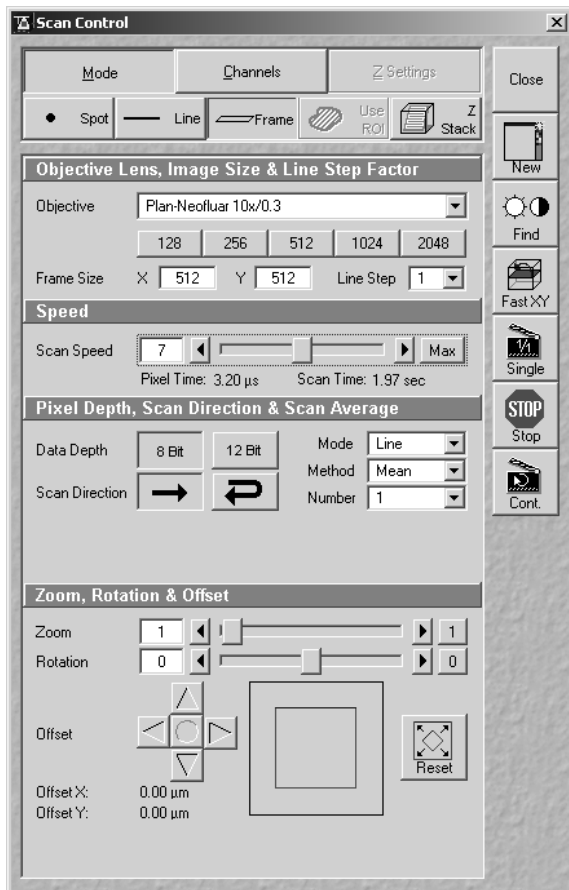 Scan Control
Mode Channels Z Settings Close
Spot Line Frame Use ROI Z Stack
New
Objective Lens, Image Size & Line Step Factor
Objective Plan-Neofluar 10x/0.3
Find
128 256 512 1024 2048
Frame Size X 512 Y 512 Line Step 1
Fast XY
Speed
Scan Speed 7 Max
1/1
Single
Pixel Time: 3.20 µs Scan Time: 1.97 sec
Pixel Depth, Scan Direction & Scan Average
STOP
Stop
Data Depth 8 Bit 12 Bit Mode Line
Method Mean
Scan Direction Number 1
Cont.
Zoom, Rotation & Offset
Zoom 1 1
Rotation 0 0
Offset
Reset
Offset X: 0.00 µm
Offset Y: 0.00 µm